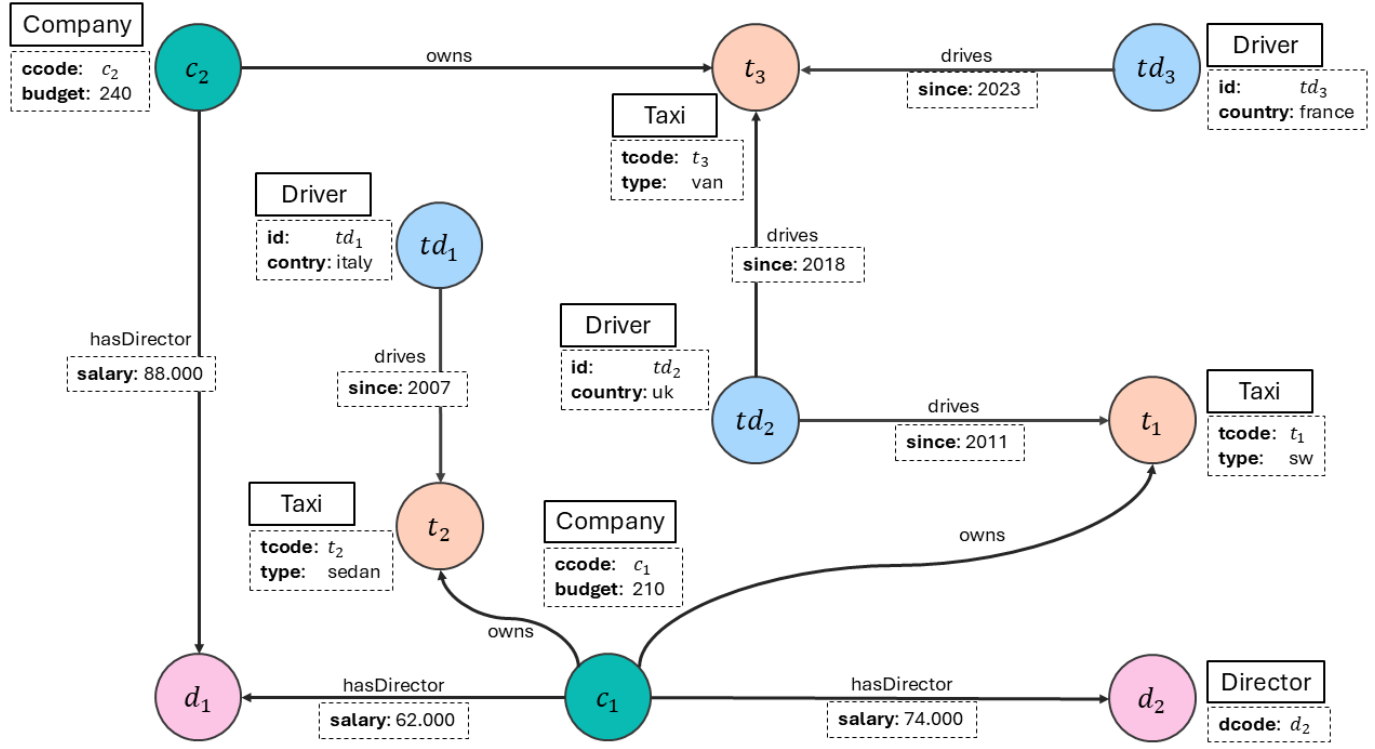 Company
ccode: c₂
budget: 240
c₂
owns
t₃
Taxi
tcode: t₃
type: van
drives
since: 2023
td₃
Driver
id: td₃
country: france
Driver
id: td₁
contry: italy
td₁
drives
since: 2018
hasDirector
salary: 88.000
drives
since: 2007
Driver
id: td₂
country: uk
td₂
drives
since: 2011
t₁
Taxi
tcode: t₁
type: sw
Taxi
tcode: t₂
type: sedan
t₂
Company
ccode: c₁
budget: 210
owns
owns
d₁
hasDirector
salary: 62.000
c₁
hasDirector
salary: 74.000
d₂
Director
dcode: d₂